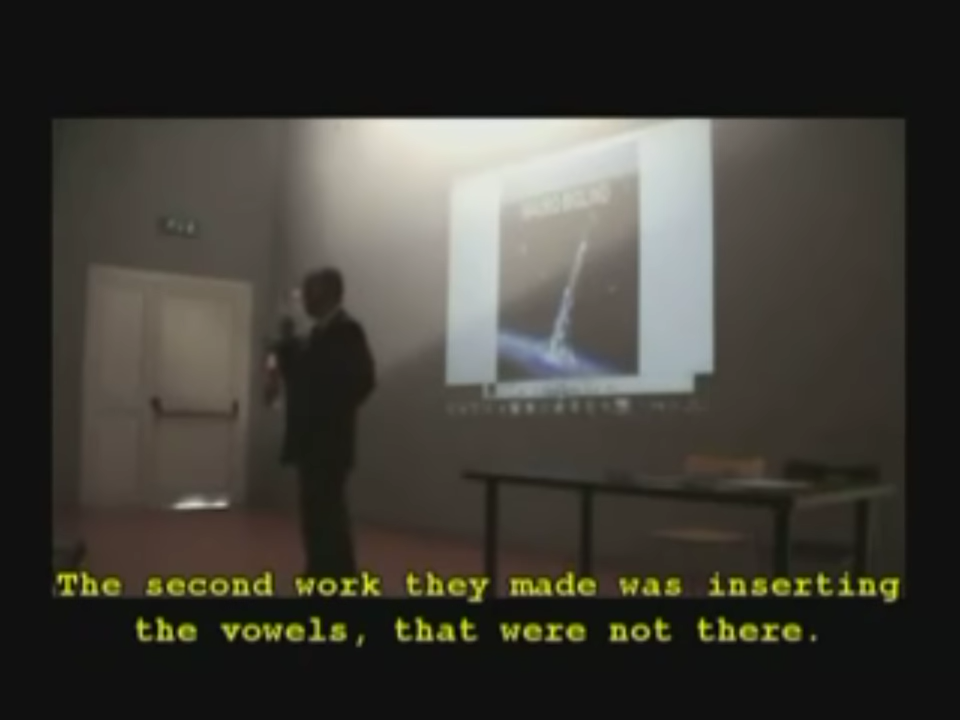 The second work they made was inserting
the vowels, that were not there.